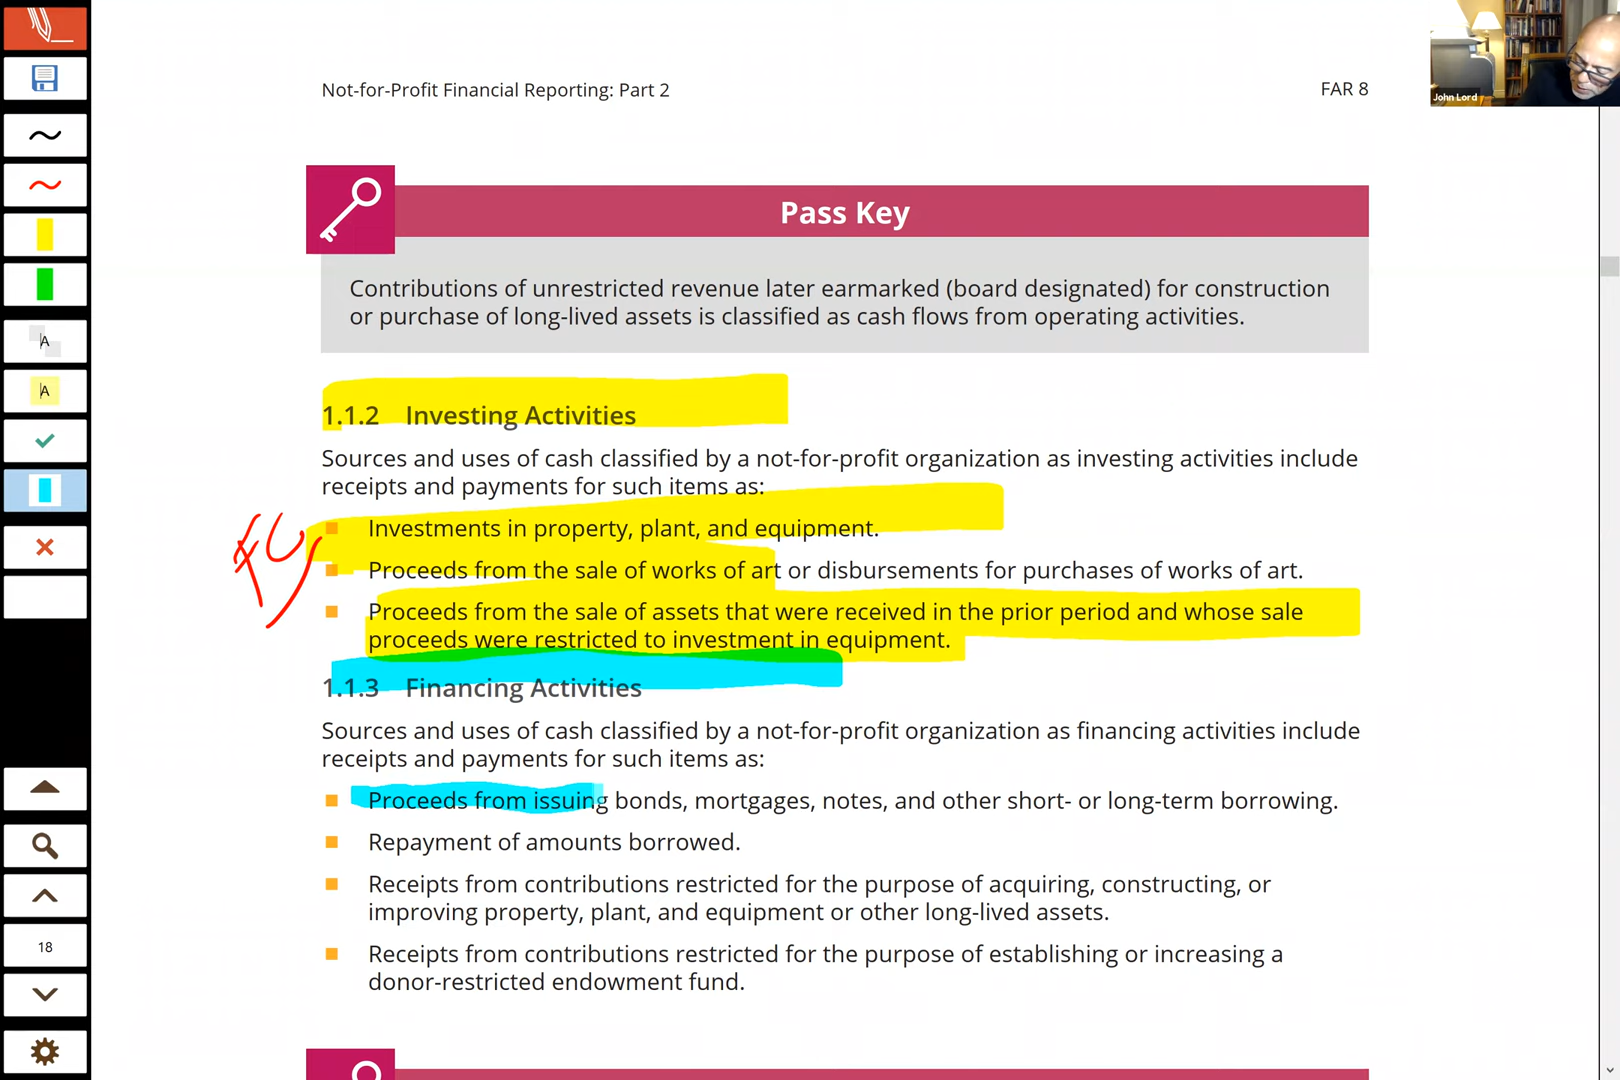 Not-for-Profit Financial Reporting: Part 2
FAR 8
John Lord
Pass Key
Contributions of unrestricted revenue later earmarked (board designated) for construction
or purchase of long-lived assets is classified as cash flows from operating activities.
1.1.2 Investing Activities
Sources and uses of cash classified by a not-for-profit organization as investing activities include
receipts and payments for such items as:
Investments in property, plant, and equipment.
Proceeds from the sale of works of art or disbursements for purchases of works of art.
Proceeds from the sale of assets that were received in the prior period and whose sale
proceeds were restricted to investment in equipment.
1.1.3 Financing Activities
Sources and uses of cash classified by a not-for-profit organization as financing activities include
receipts and payments for such items as:
Proceeds from issuing bonds, mortgages, notes, and other short- or long-term borrowing.
Repayment of amounts borrowed.
Receipts from contributions restricted for the purpose of acquiring, constructing, or
improving property, plant, and equipment or other long-lived assets.
Receipts from contributions restricted for the purpose of establishing or increasing a
donor-restricted endowment fund.
A
A
18